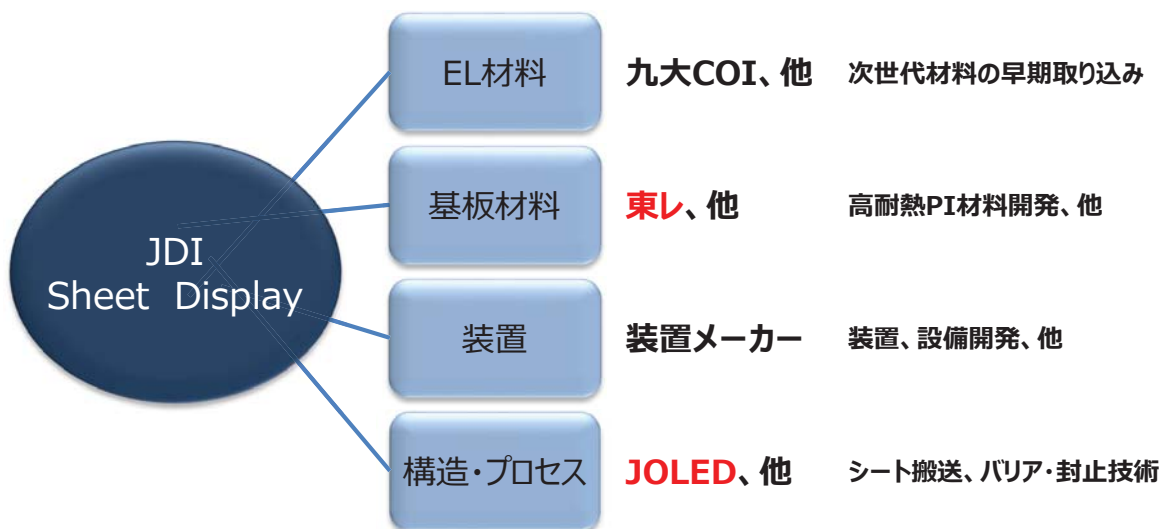 JDI
Sheet Display
EL材料
九大COI、他
次世代材料の早期取り込み
基板材料
東レ、他
高耐熱PI材料開発、他
装置
装置メーカー
装置、設備開発、他
構造・プロセス
JOLED、他
シート搬送、バリア・封止技術